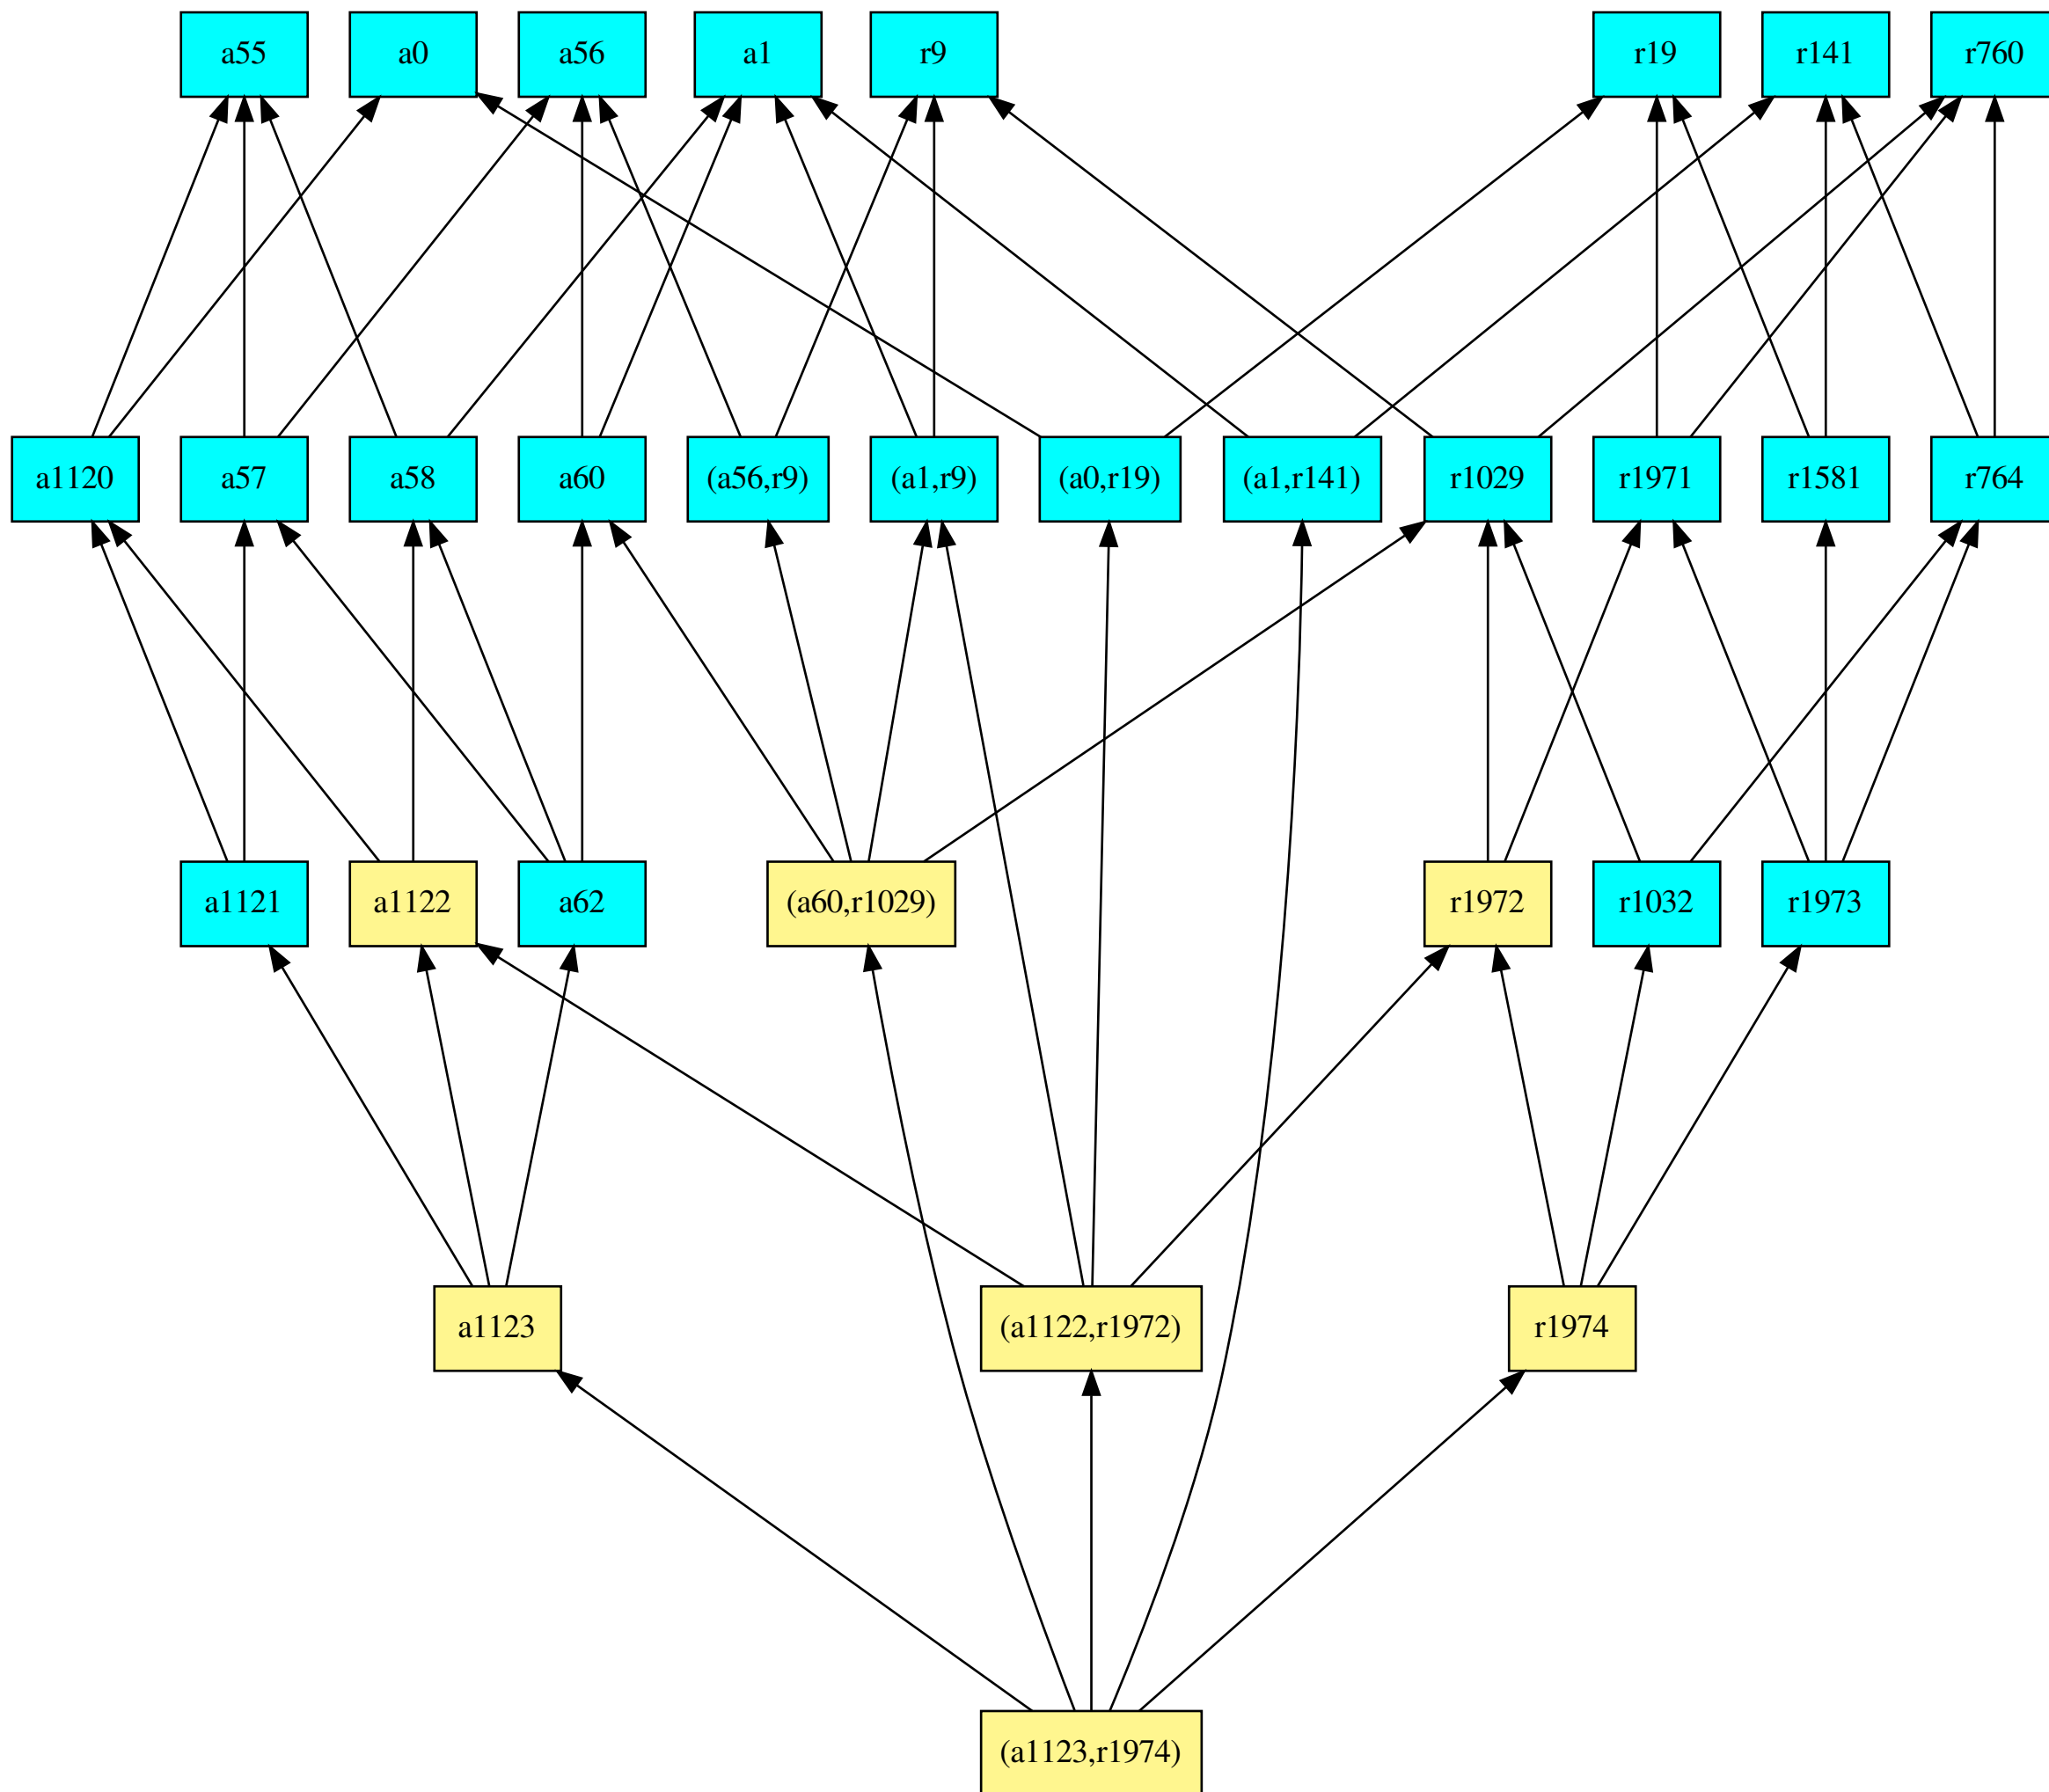 a55
a0
a56
a1
r9
r19
r141
r760
a1120
a57
a58
a60
(a56,r9)
(a1,r9)
(a0,r19)
(a1,r141)
r1029
r1971
r1581
r764
a1121
a1122
a62
(a60,r1029)
r1972
r1032
r1973
a1123
(a1122,r1972)
r1974
(a1123,r1974)